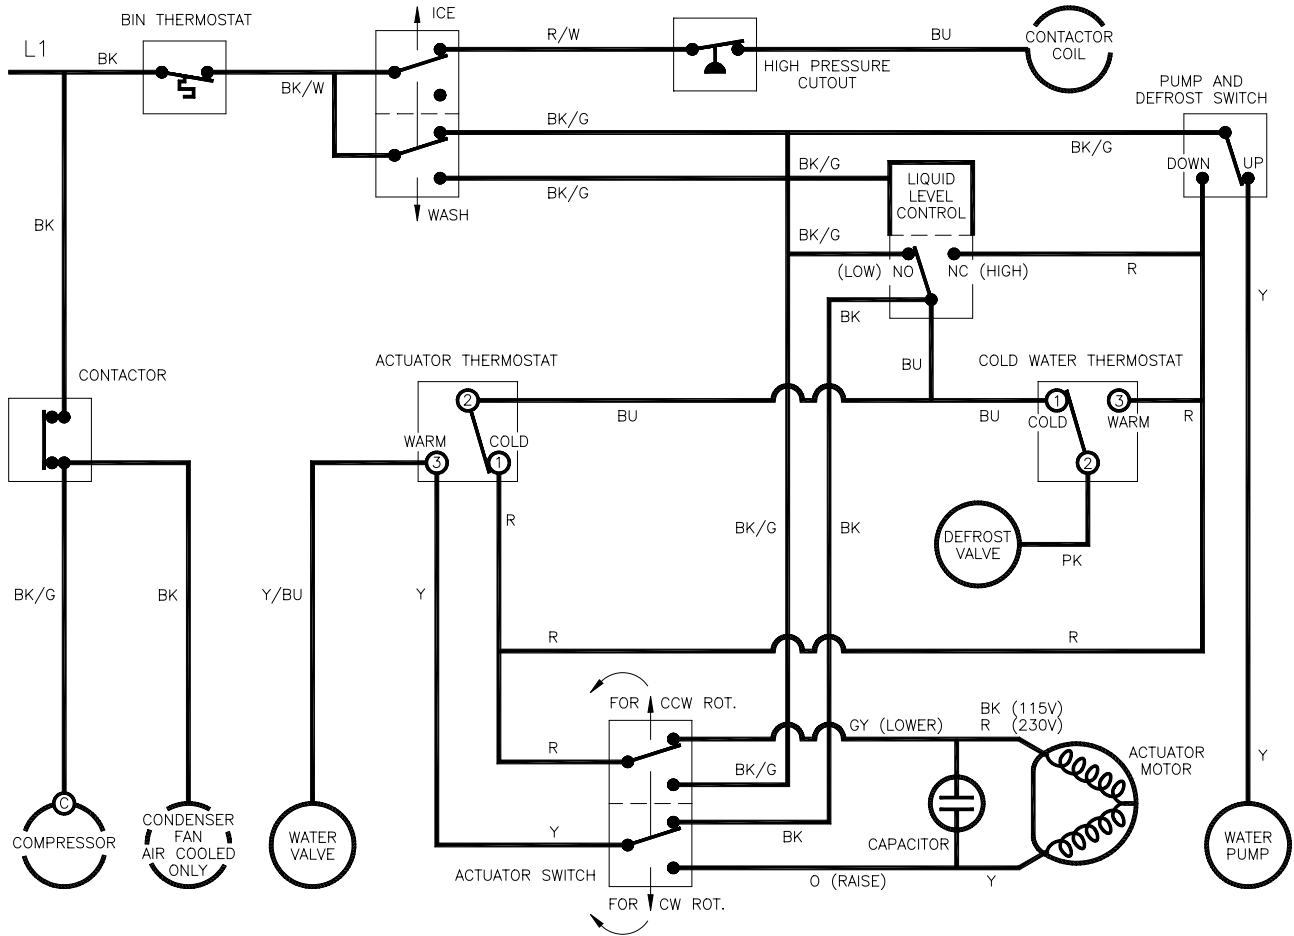 BIN THERMOSTAT
ICE
L1
BK
BK/W
R/W
BU
HIGH PRESSURE
CUTOUT
CONTACTOR
COIL
PUMP AND
DEFROST SWITCH
BK/G
BK/G
DOWN
UP
BK/G
BK/G
LIQUID
LEVEL
CONTROL
WASH
BK
BK/G
(LOW) NO
NC (HIGH)
R
Y
BK
BU
CONTACTOR
ACTUATOR THERMOSTAT
COLD WATER THERMOSTAT
2
BU
BU
1
3
R
COLD
WARM
WARM
COLD
3
1
2
R
BK/G
BK
DEFROST
VALVE
PK
BK/G
BK
Y/BU
Y
R
R
FOR CCW ROT.
GY (LOWER)
BK (115V)
R (230V)
R
BK/G
ACTUATOR
MOTOR
Y
C
COMPRESSOR
CONDENSER
FAN
AIR COOLED
ONLY
WATER
VALVE
Y
BK
CAPACITOR
WATER
PUMP
ACTUATOR SWITCH
O (RAISE)
Y
FOR CW ROT.